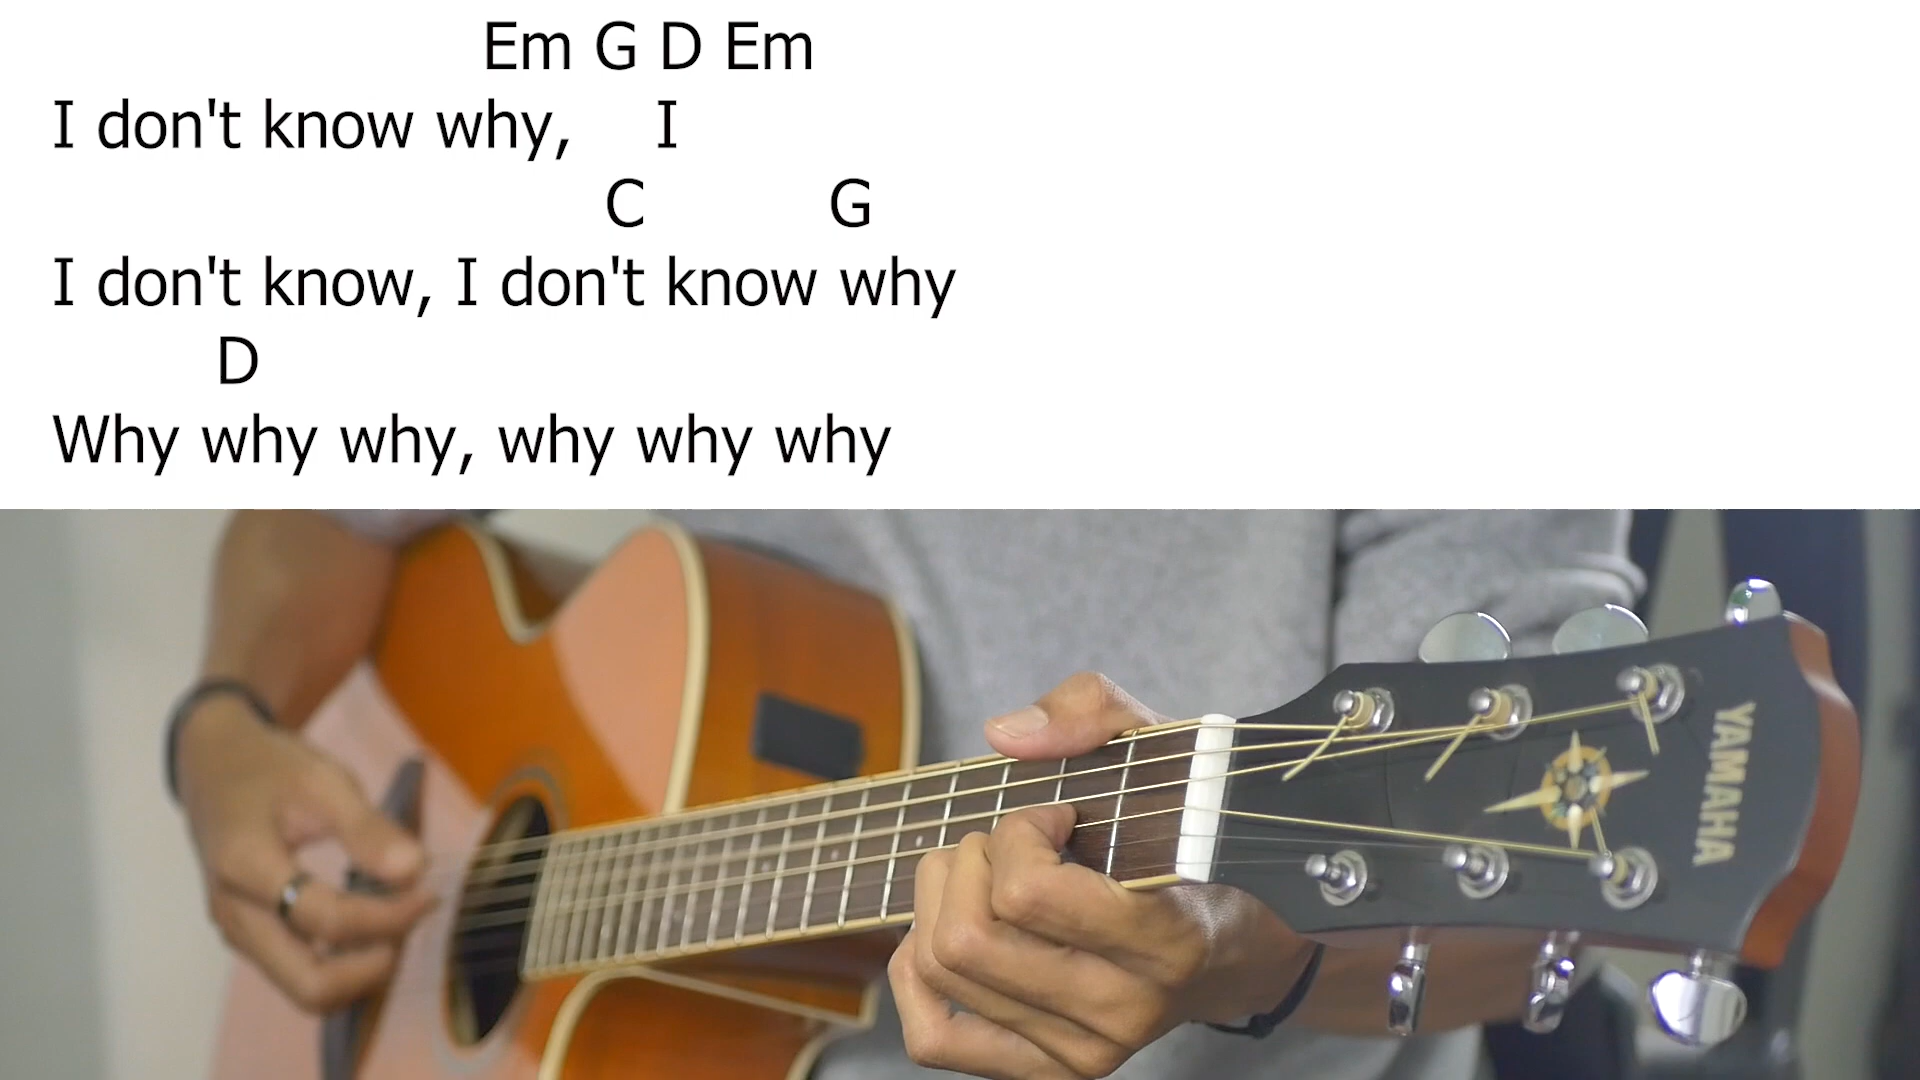 Em G D Em
I don't know why, I
C G
I don't know, I don't know why
D
Why why why, why why why
YAMAHA